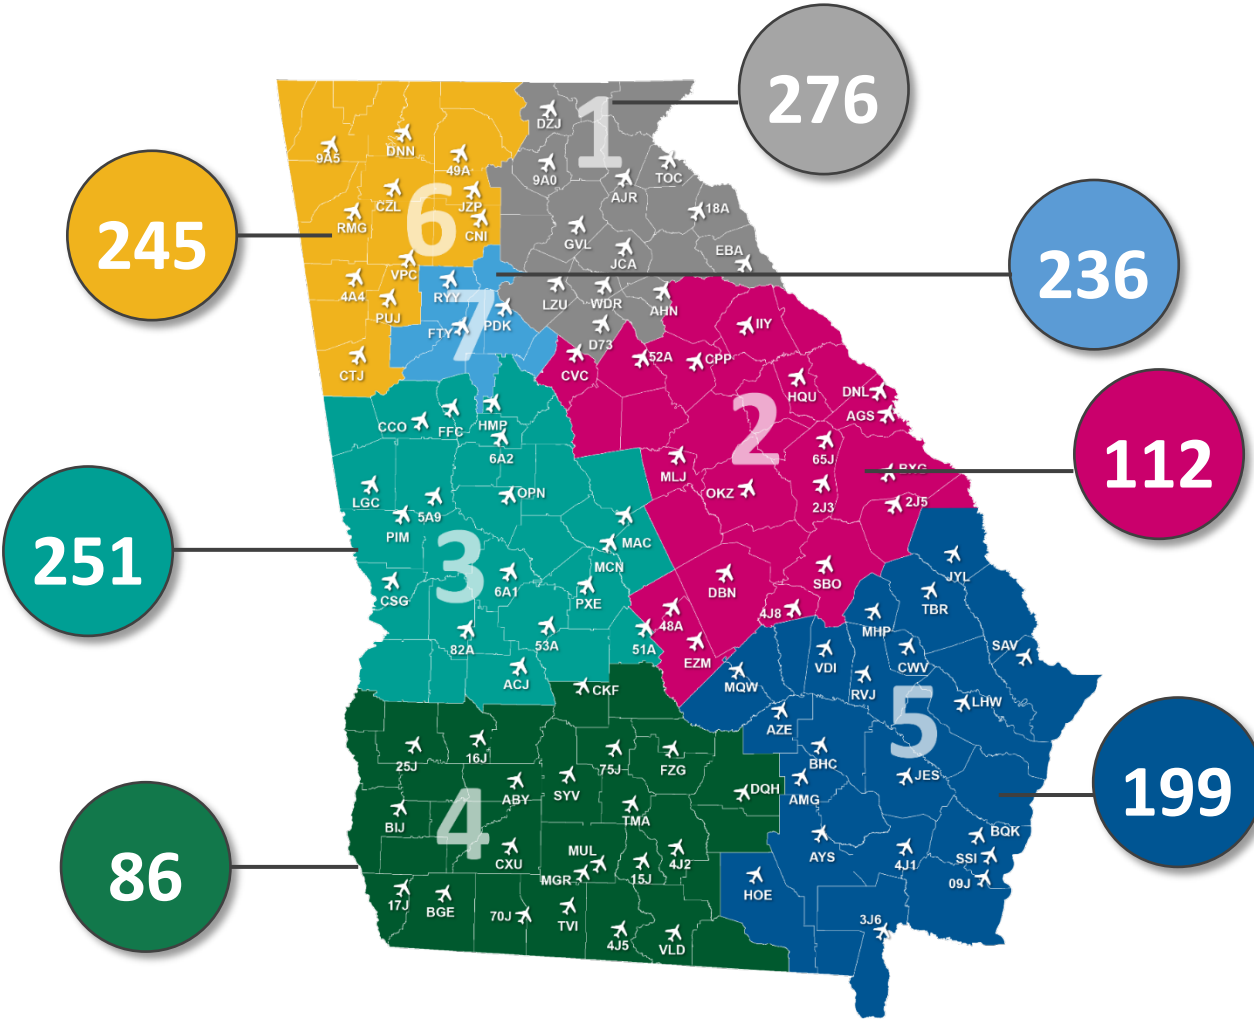 276
1
DZJ
9A5
DNN
49A
9A0
TOC
AJR
245
CZL
6
JZP
RMG
CNI
18A
GVL
JCA
EBA
236
VPC
4A4
PUJ
RYY
7
FTY
PDK
LZU
WDR
AHN
D73
IIY
CTJ
CVC
52A
CPP
HQU
DNL
AGS
CCO
FFC
HMP
6A2
2
65J
MLJ
BXG
112
OKZ
2J3
2J5
LGC
5A9
OPN
PIM
MAC
251
3
MCN
6A1
CSG
PXE
DBN
SBO
JYL
TBR
4J8
48A
MHP
82A
53A
51A
EZM
SAV
VDI
CWV
RVJ
MQW
ACJ
CKF
LHW
5
AZE
25J
16J
75J
FZG
BHC
JES
AMG
DQH
199
ABY
SYV
BIJ
4
TMA
BQK
AYS
4J1
SSI
86
CXU
MUL
MGR
15J
4J2
HOE
09J
17J
BGE
70J
TVI
4J5
VLD
3J6